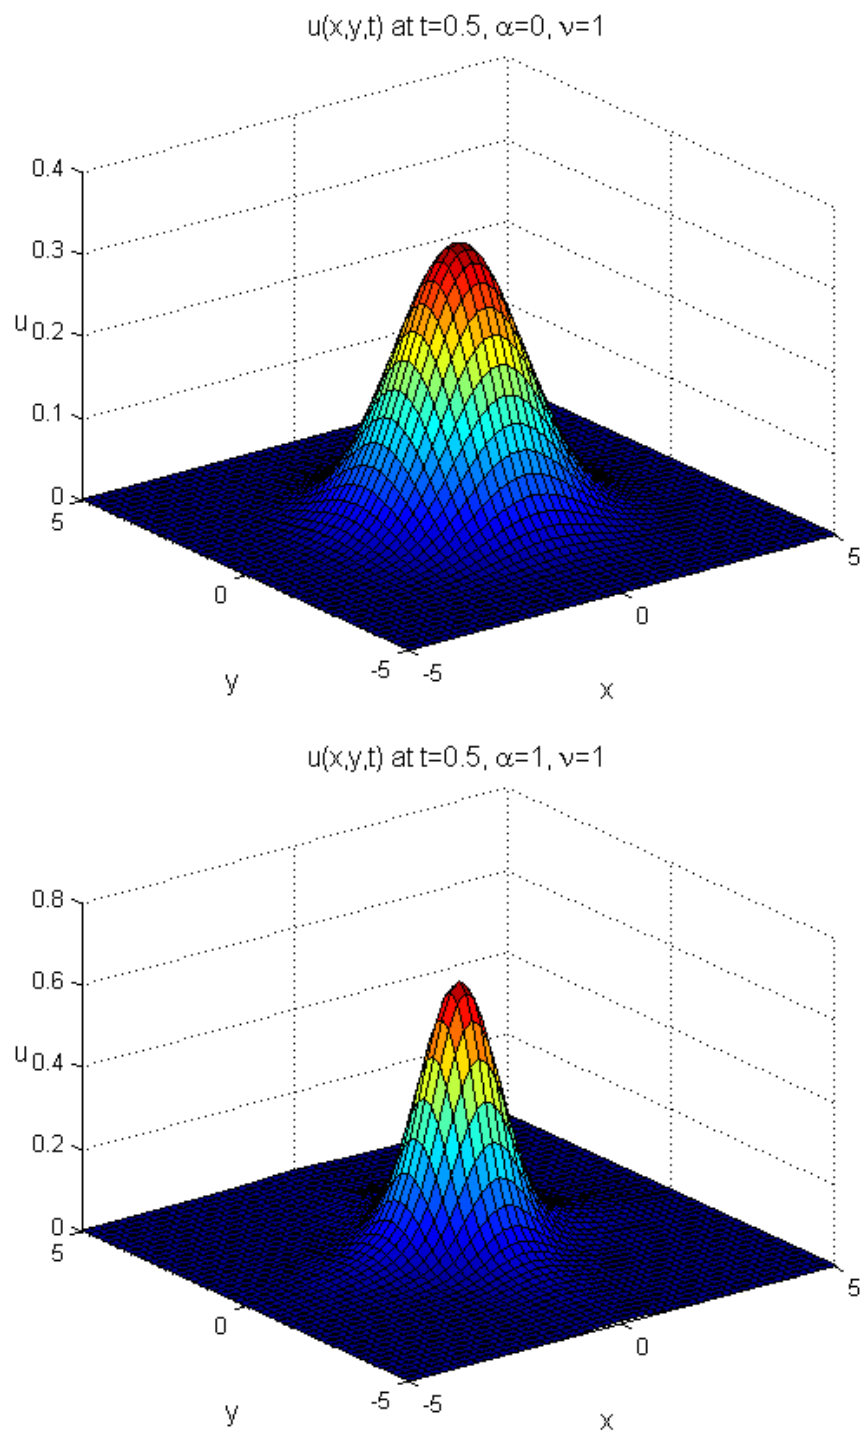 u(x,y,t) at t=0.5, α=0, ν=1
0.4
0.3
u 0.2
0.1
0
5
0
-5
-5
0
5
y
x
u(x,y,t) at t=0.5, α=1, ν=1
0.8
0.6
u 0.4
0.2
0
5
0
-5
-5
0
5
y
x